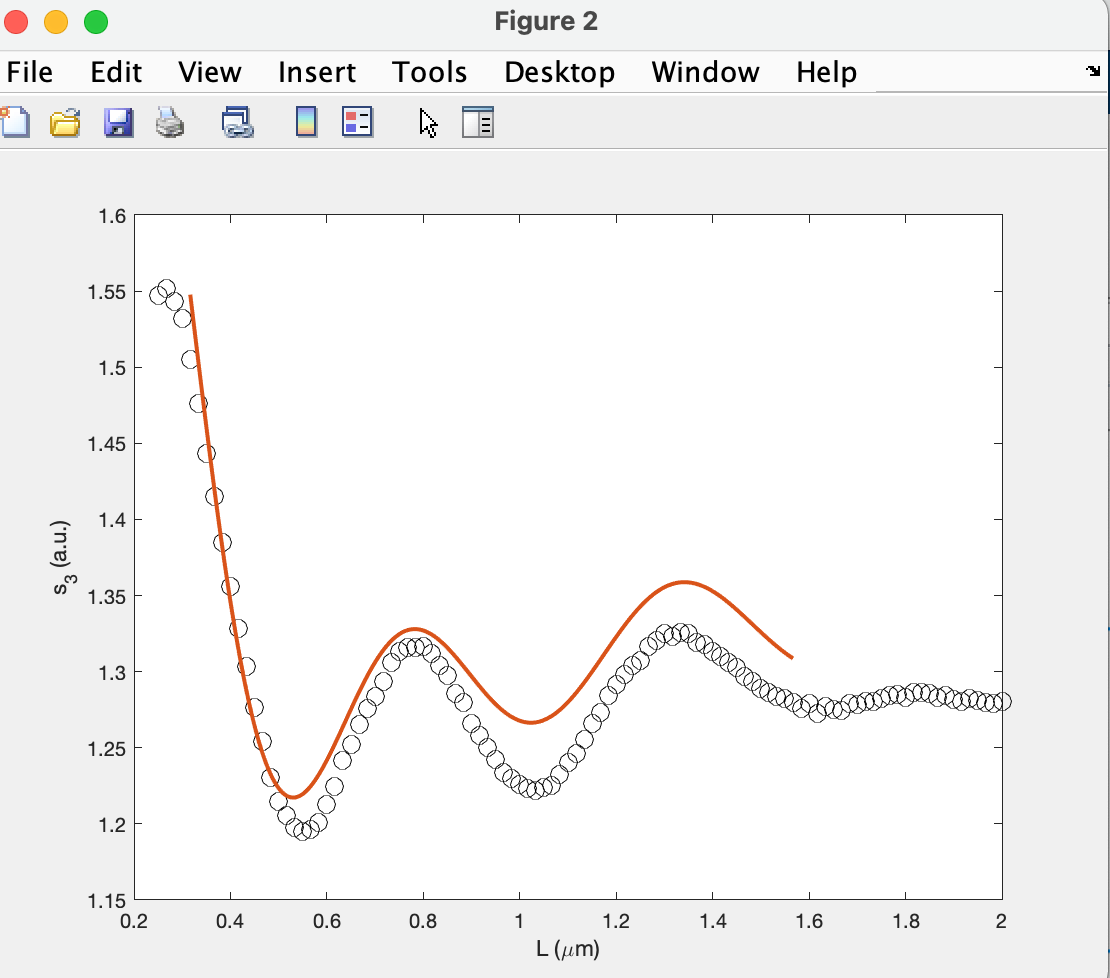 Figure 2
File Edit View Insert Tools Desktop Window Help
1.6
1.55
1.5
1.45
1.4
1.35
1.3
1.25
1.2
1.15
s3 (a.u.)
0.2 0.4 0.6 0.8 1 1.2 1.4 1.6 1.8 2
L (μm)